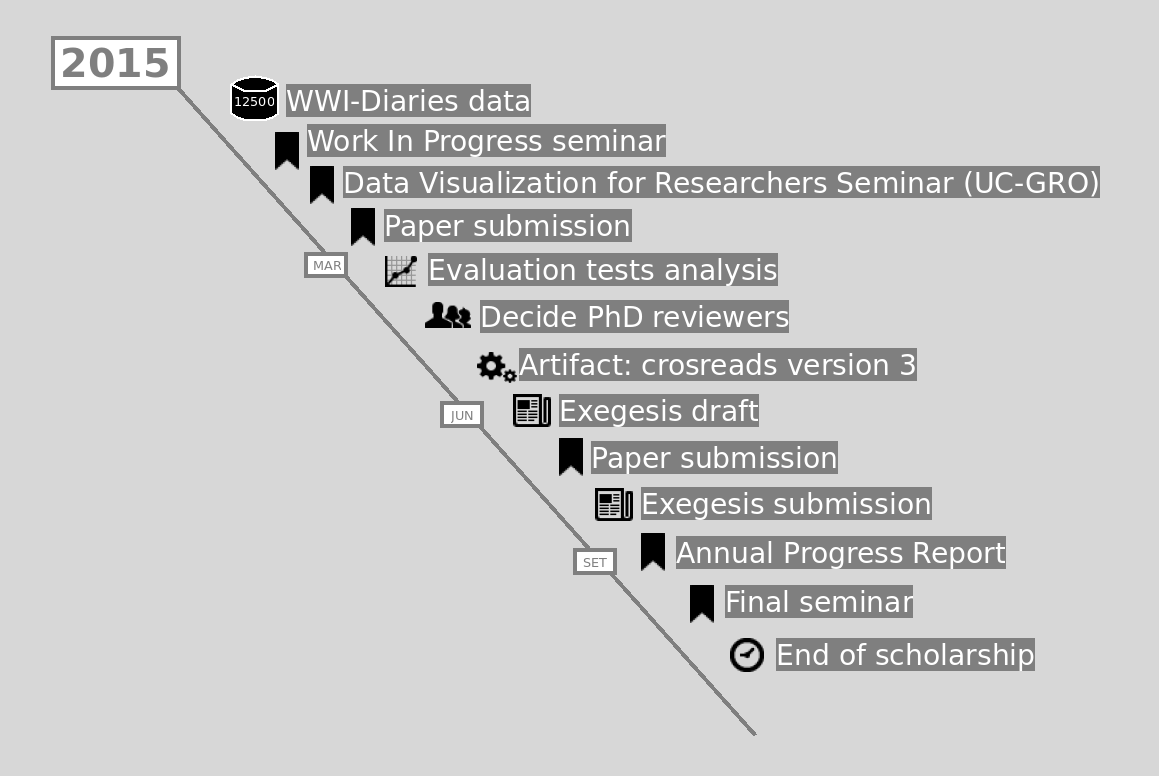 2015
12500 WWI-Diaries data
Work In Progress seminar
Data Visualization for Researchers Seminar (UC-GRO)
Paper submission
MAR
Evaluation tests analysis
Decide PhD reviewers
Artifact: crosreads version 3
JUN
Exegesis draft
Paper submission
Exegesis submission
Annual Progress Report
SET
Final seminar
End of scholarship